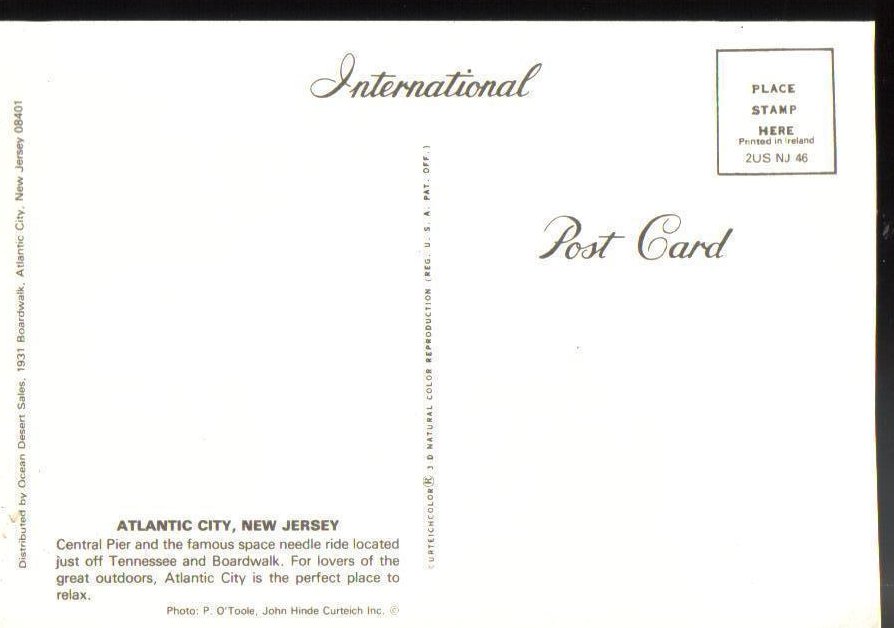 International
PLACE
STAMP
HERE
Printed in Ireland
2US NJ 46
Post Card
Distributed by Ocean Desert Sales, 1931 Boardwalk, Atlantic City, New Jersey 08401
CURTEICHCOLOR® 3 D NATURAL COLOR REPRODUCTION (REG. U. S. A. PAT. OFF.)
ATLANTIC CITY, NEW JERSEY
Central Pier and the famous space needle ride located
just off Tennessee and Boardwalk. For lovers of the
great outdoors, Atlantic City is the perfect place to
relax.
Photo: P. O'Toole, John Hinde Curteich Inc. ©